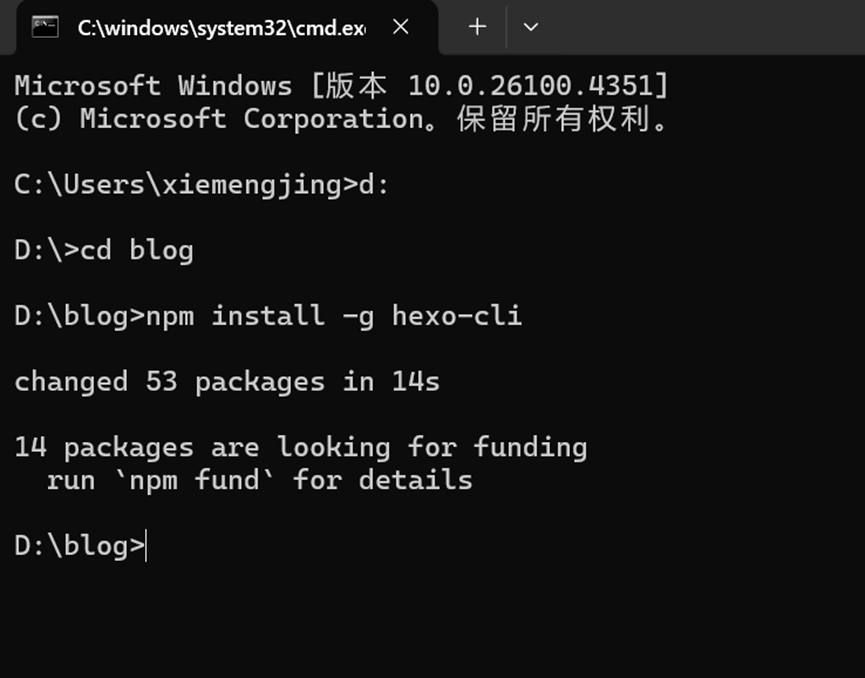 C:\windows\system32\cmd.ex
Microsoft Windows [版本 10.0.26100.4351]
(c) Microsoft Corporation。保留所有权利。
C:\Users\xiemengjing>d:
D:\>cd blog
D:\blog>npm install -g hexo-cli
changed 53 packages in 14s
14 packages are looking for funding
  run `npm fund` for details
D:\blog>